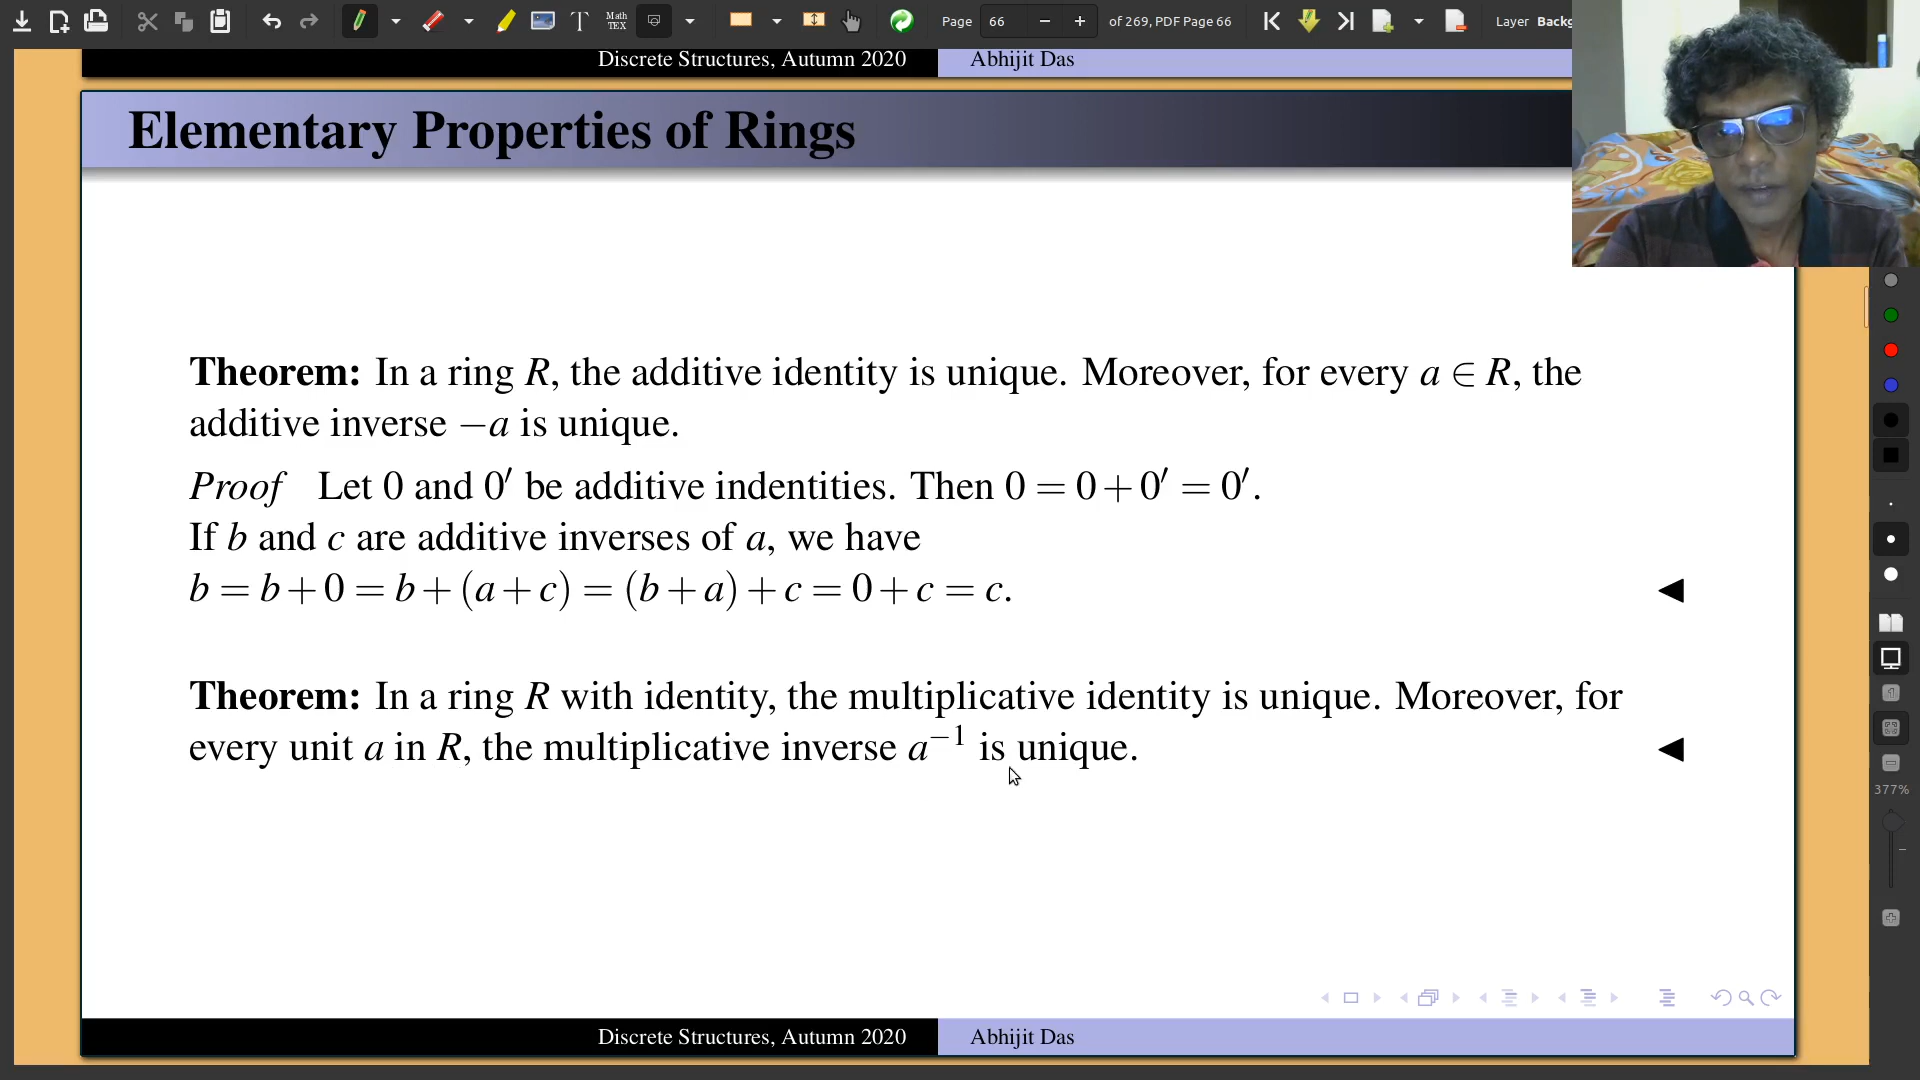 Math
TEX
Page 66 of 269, PDF Page 66 Layer Backg
Discrete Structures, Autumn 2020 Abhijit Das
Elementary Properties of Rings
Theorem: In a ring R, the additive identity is unique. Moreover, for every a ∈ R, the
additive inverse −a is unique.
Proof Let 0 and 0′ be additive indentities. Then 0 = 0 + 0′ = 0′.
If b and c are additive inverses of a, we have
b = b + 0 = b + (a + c) = (b + a) + c = 0 + c = c.
Theorem: In a ring R with identity, the multiplicative identity is unique. Moreover, for
every unit a in R, the multiplicative inverse a⁻¹ is unique.
377%
Discrete Structures, Autumn 2020 Abhijit Das